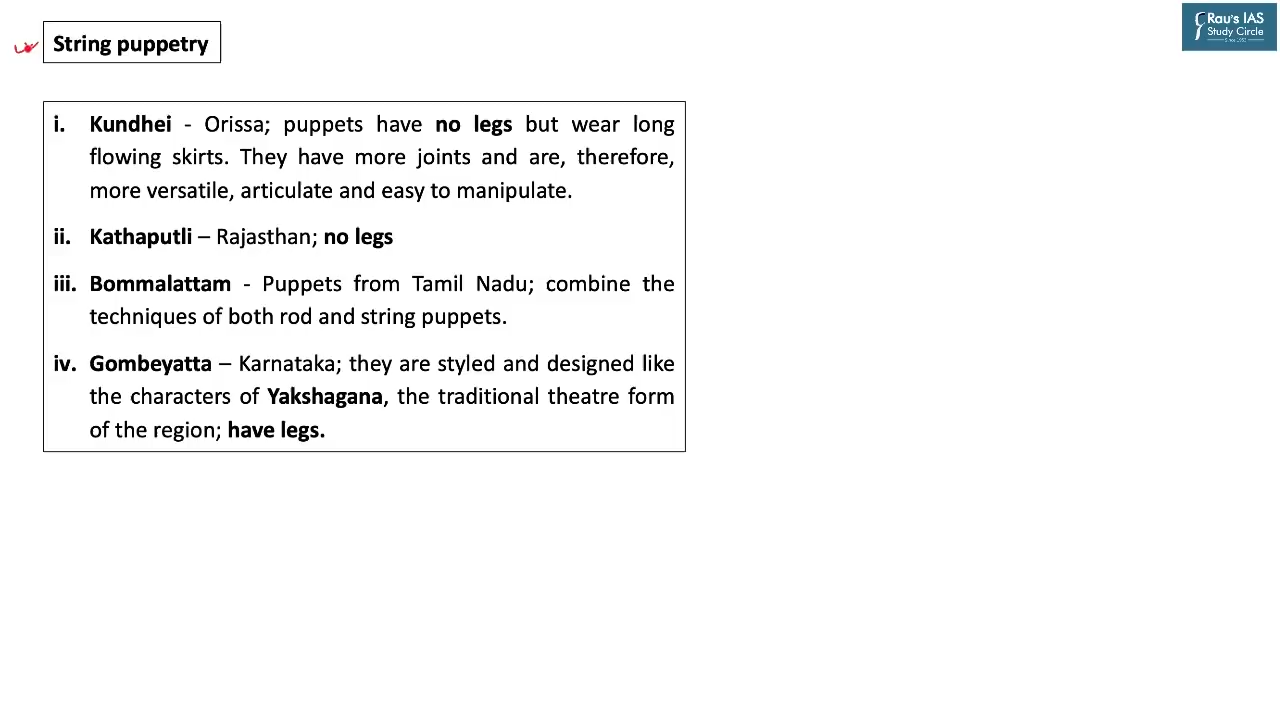 String puppetry
Rau's IAS
Study Circle
i. Kundhei - Orissa; puppets have no legs but wear long
flowing skirts. They have more joints and are, therefore,
more versatile, articulate and easy to manipulate.
ii. Kathaputli – Rajasthan; no legs
iii. Bommalattam - Puppets from Tamil Nadu; combine the
techniques of both rod and string puppets.
iv. Gombeyatta – Karnataka; they are styled and designed like
the characters of Yakshagana, the traditional theatre form
of the region; have legs.